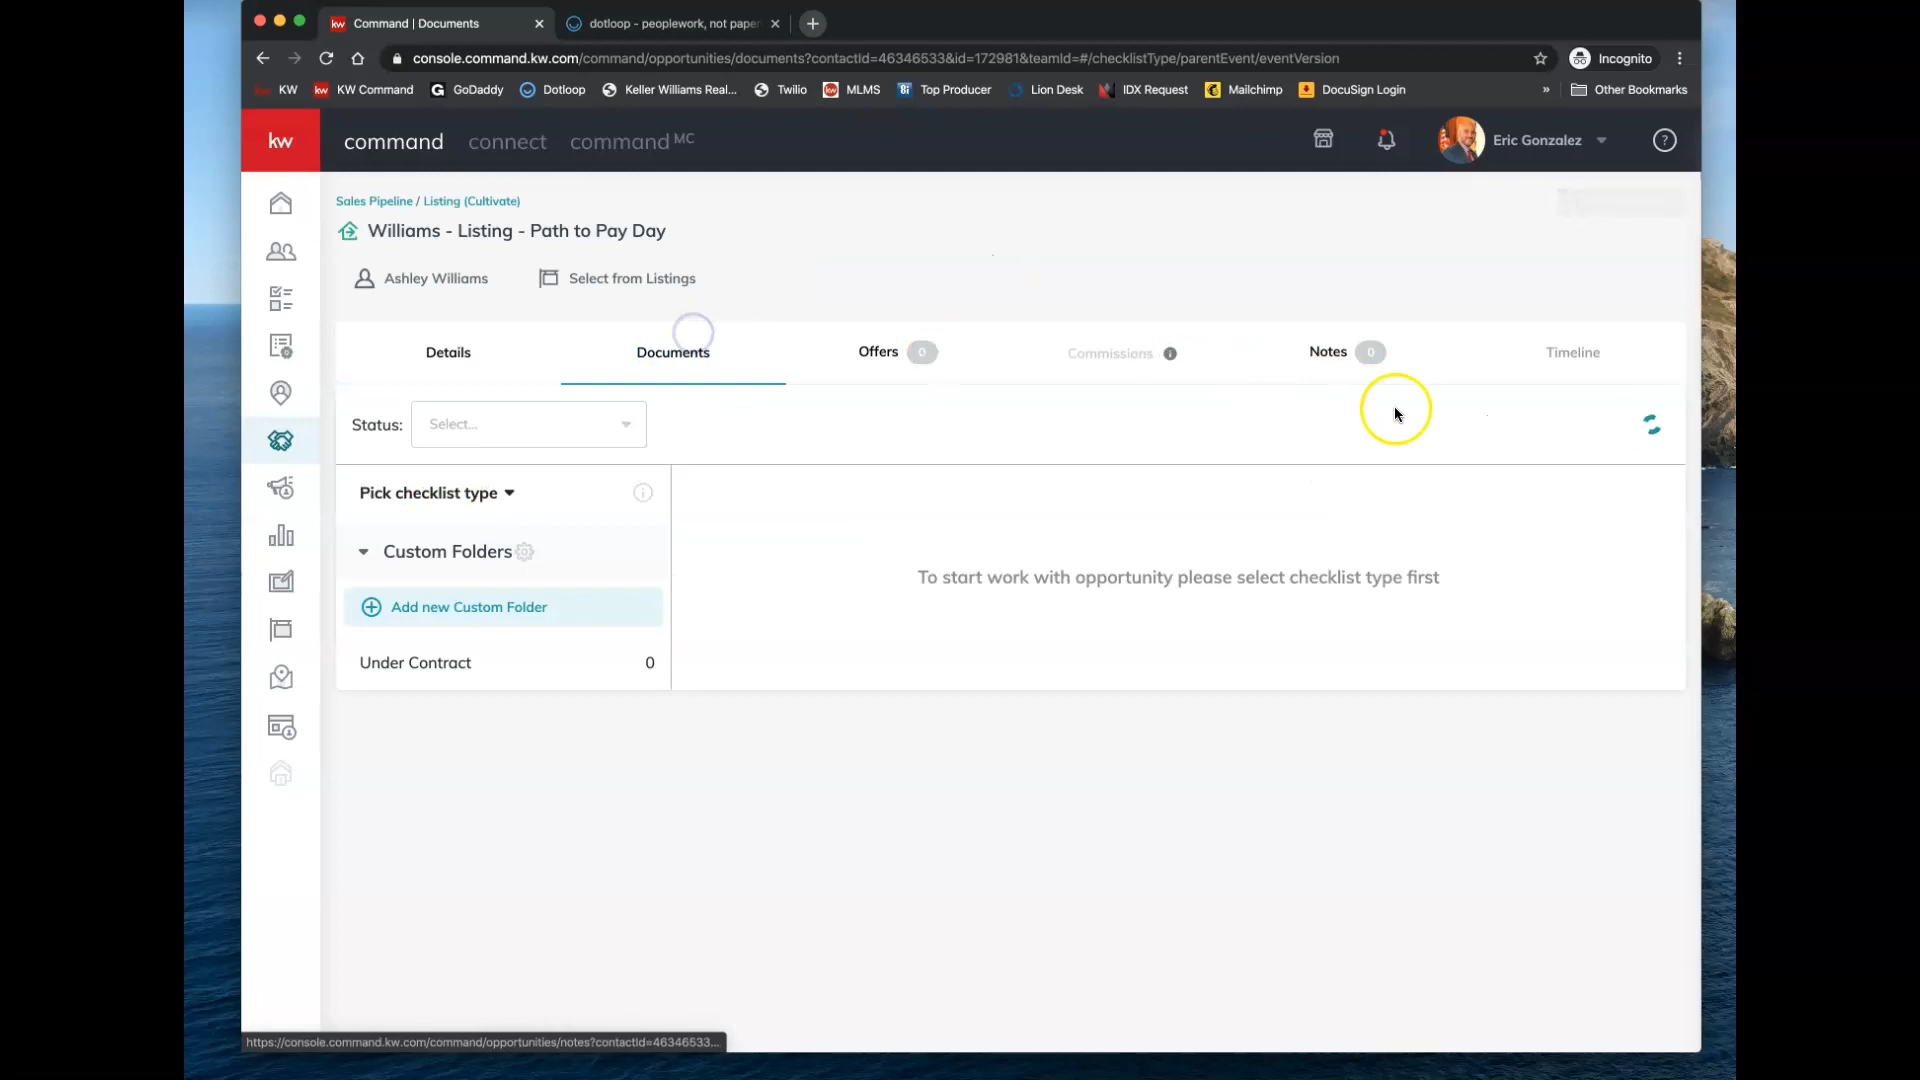 kw Command | Documents
dotloop - peoplework, not paper
console.command.kw.com/command/opportunities/documents?contactId=46346533&id=172981&teamId=#/checklistType/parentEvent/eventVersion
Incognito
KW
kw KW Command
GoDaddy
Dotloop
Keller Williams Real...
Twilio
MLMS
Top Producer
Lion Desk
IDX Request
Mailchimp
DocuSign Login
»
Other Bookmarks
kw
command
connect
command MC
Eric Gonzalez
?
Sales Pipeline / Listing (Cultivate)
Williams - Listing - Path to Pay Day
Ashley Williams
Select from Listings
Details
Documents
Offers 0
Commissions
Notes 0
Timeline
Status: Select...
Pick checklist type
Custom Folders
Add new Custom Folder
Under Contract 0
To start work with opportunity please select checklist type first
https://console.command.kw.com/command/opportunities/notes?contactId=46346533...